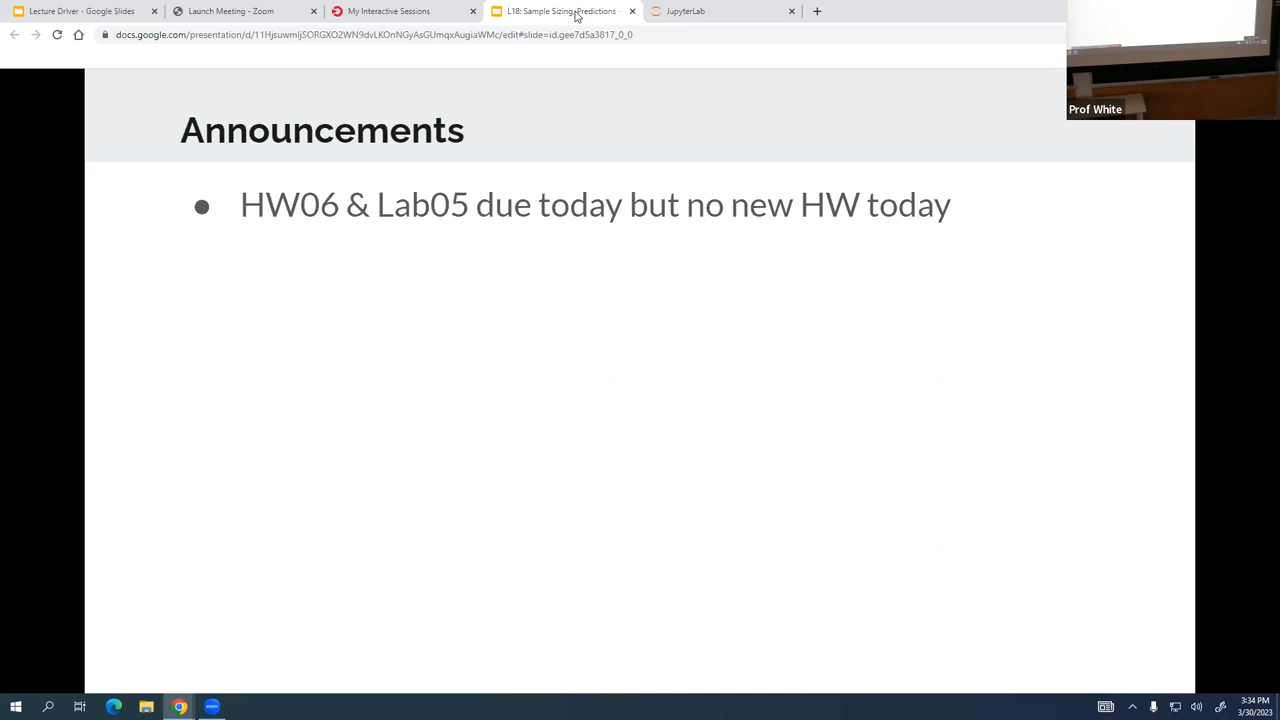 Lecture Driver - Google Slides
Launch Meeting - Zoom
My Interactive Sessions
L18: Sample Sizing, Predictions -
JupyterLab
docs.google.com/presentation/d/11HjsuwmIjSORGXO2WN9dvLKOnNGyAsGUmqxAugiaWMc/edit#slide=id.gee7d5a3817_0_0
Prof White
Announcements
● HW06 & Lab05 due today but no new HW today
3:34 PM
3/30/2023